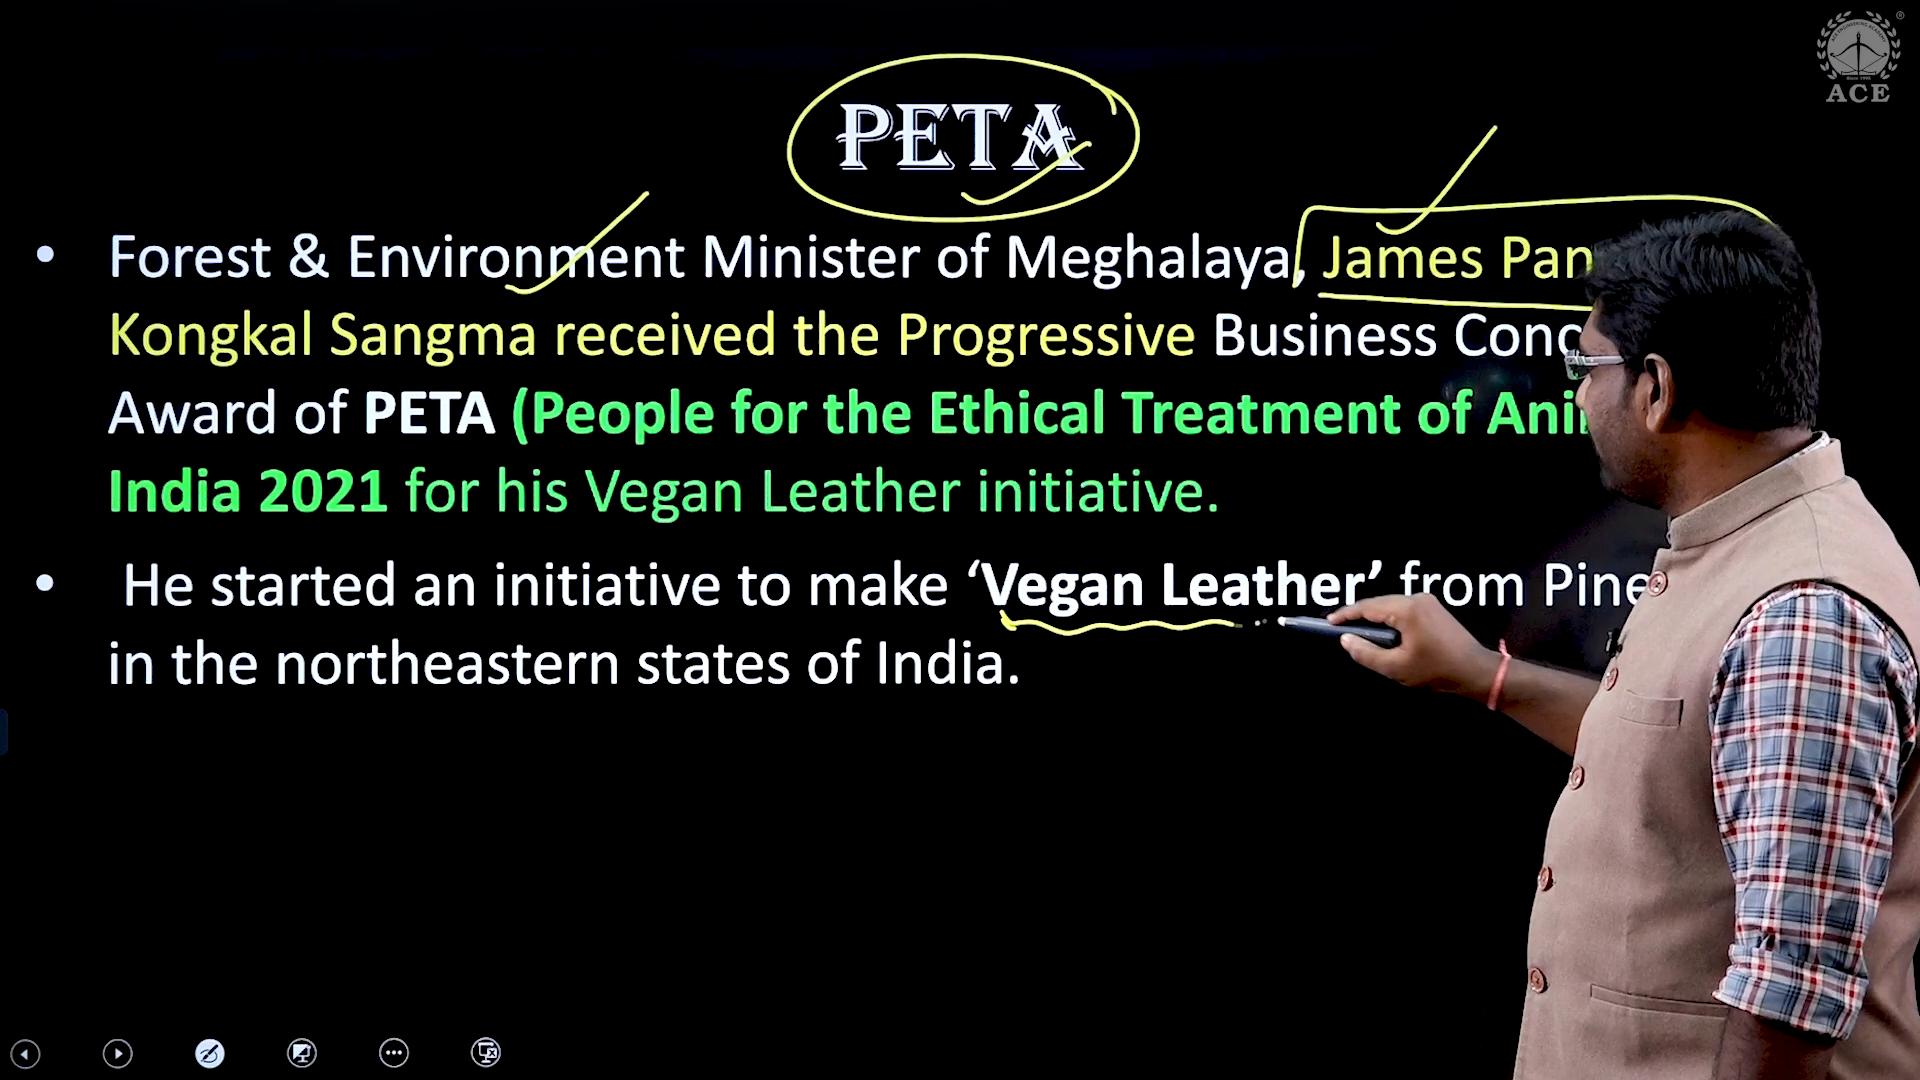 ACE
PETA
• Forest & Environment Minister of Meghalaya, James Pan
Kongkal Sangma received the Progressive Business Conc
Award of PETA (People for the Ethical Treatment of Ani
India 2021 for his Vegan Leather initiative.
• He started an initiative to make ‘Vegan Leather’ from Pine
in the northeastern states of India.